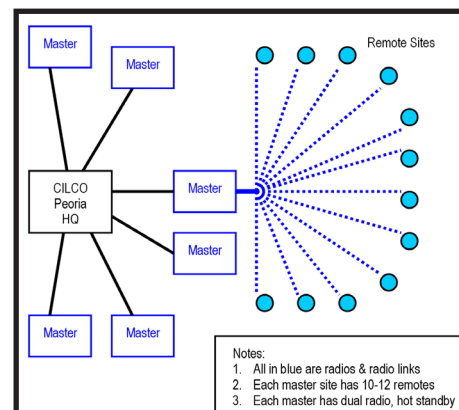 Master
Master
Remote Sites
CILCO
Peoria
HQ
Master
Master
Master
Master
Notes:
1. All in blue are radios & radio links
2. Each master site has 10-12 remotes
3. Each master has dual radio, hot standby